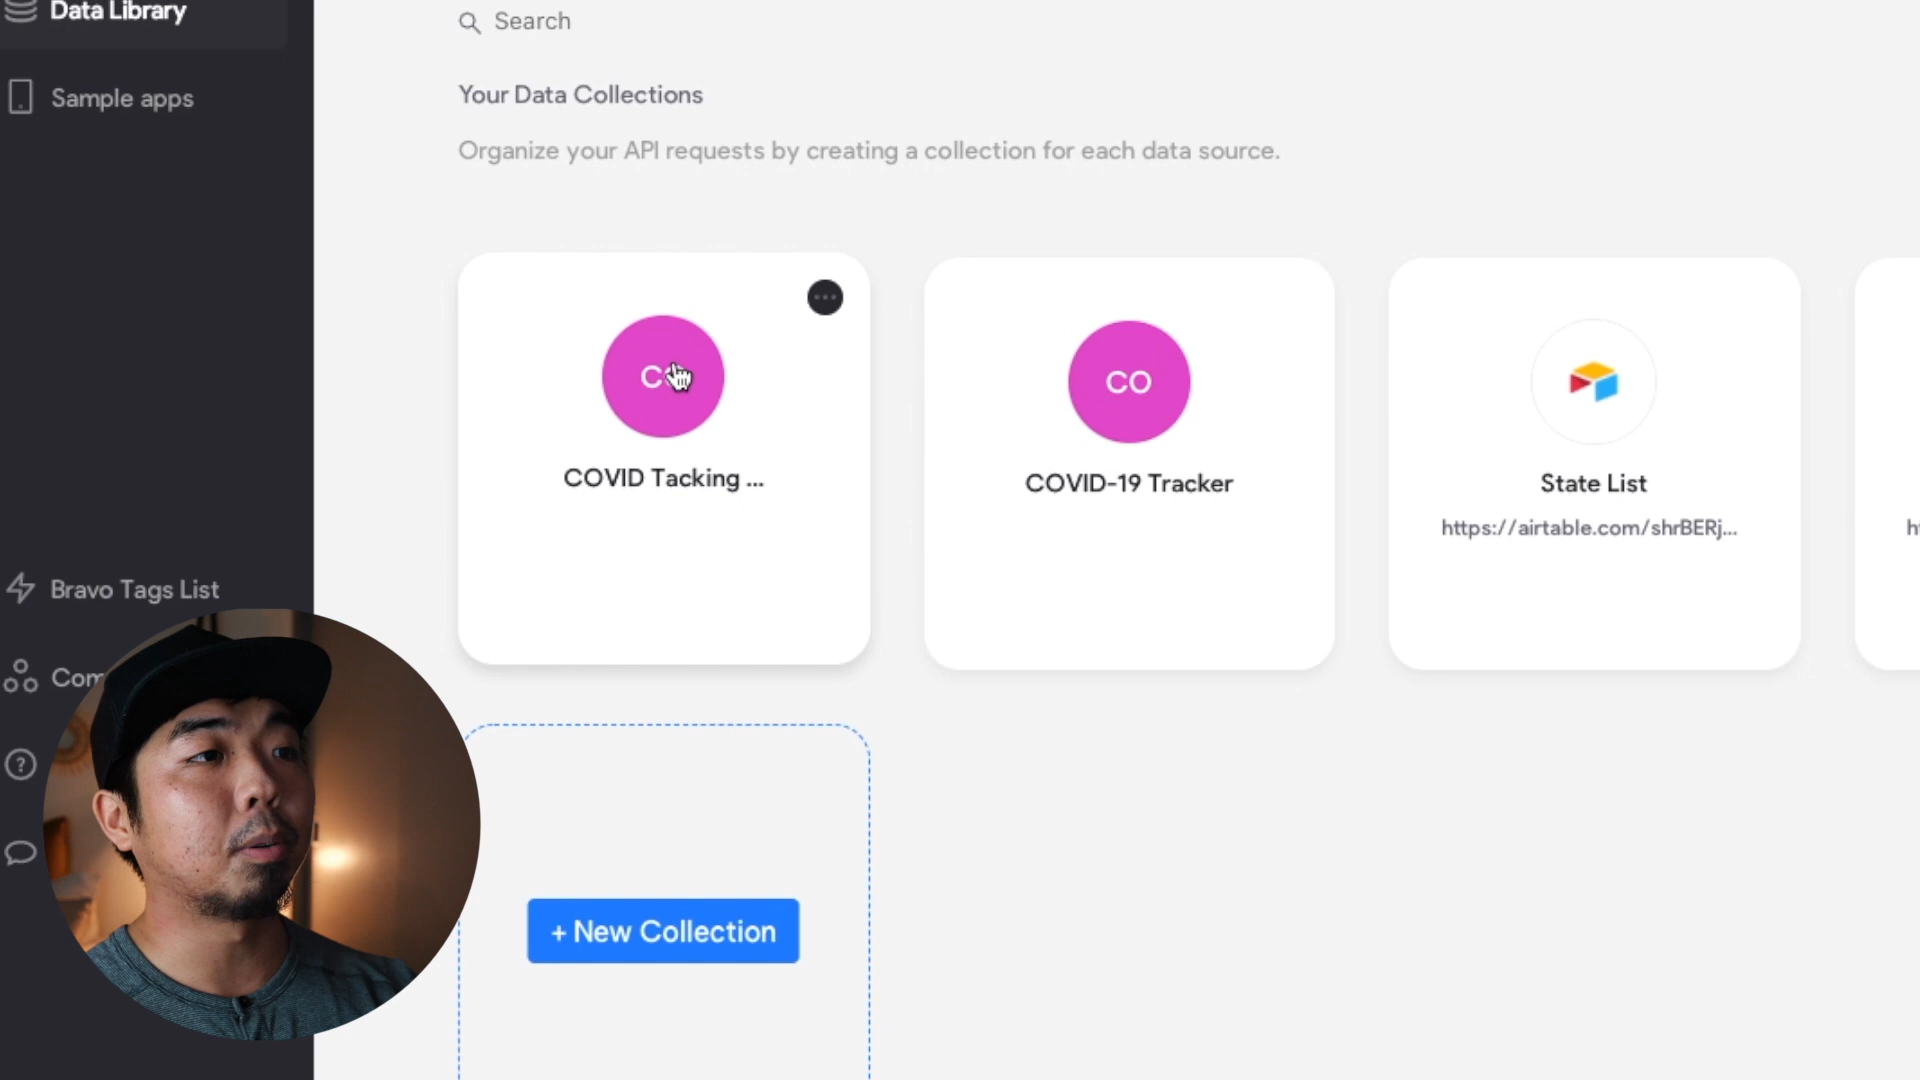 Data Library
Search
Sample apps
Your Data Collections
Organize your API requests by creating a collection for each data source.
CO
COVID Tacking ...
COVID-19 Tracker
State List
https://airtable.com/shrBERj...
Bravo Tags List
+ New Collection